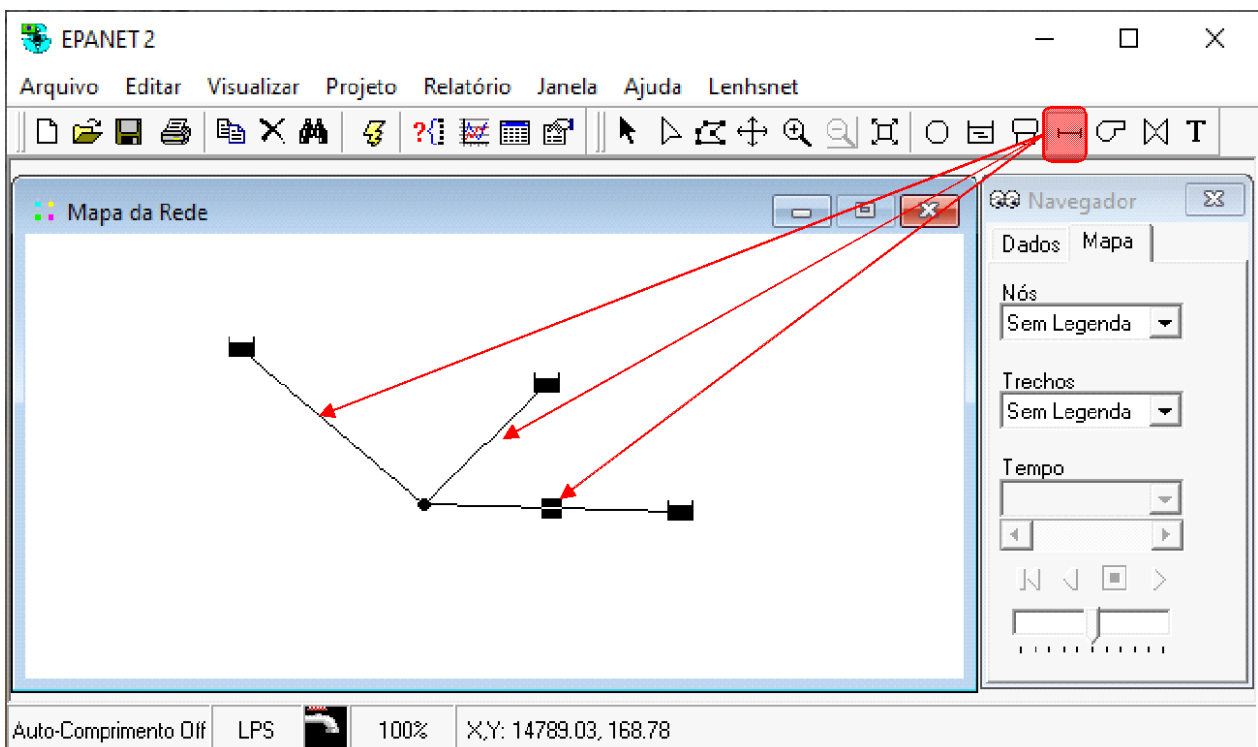 EPANET 2
Arquivo Editar Visualizar Projeto Relatório Janela Ajuda Lenhsnet
T
Mapa da Rede
Navegador
Dados Mapa
Nós
Sem Legenda
Trechos
Sem Legenda
Tempo
Auto-Comprimento Off LPS 100% X,Y: 14789.03, 168.78